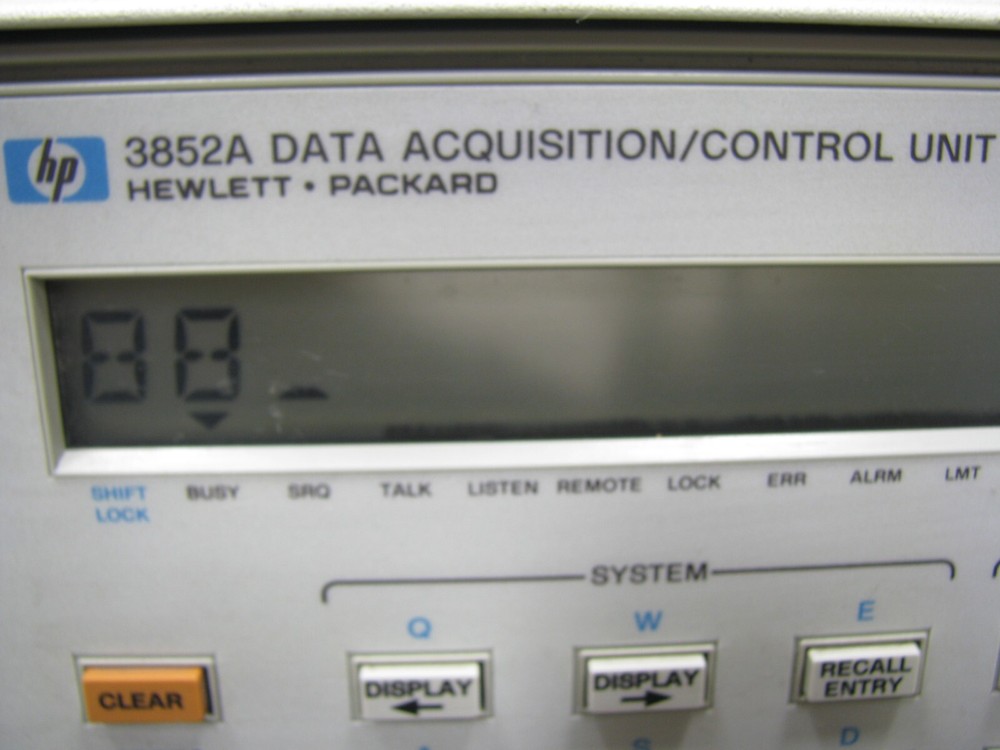 hp
3852A DATA ACQUISITION/CONTROL UNIT
HEWLETT • PACKARD
88_
SHIFT LOCK
BUSY
SRQ
TALK
LISTEN
REMOTE
LOCK
ERR
ALRM
LMT
SYSTEM
Q
W
E
CLEAR
DISPLAY
←
DISPLAY
→
RECALL
ENTRY
D